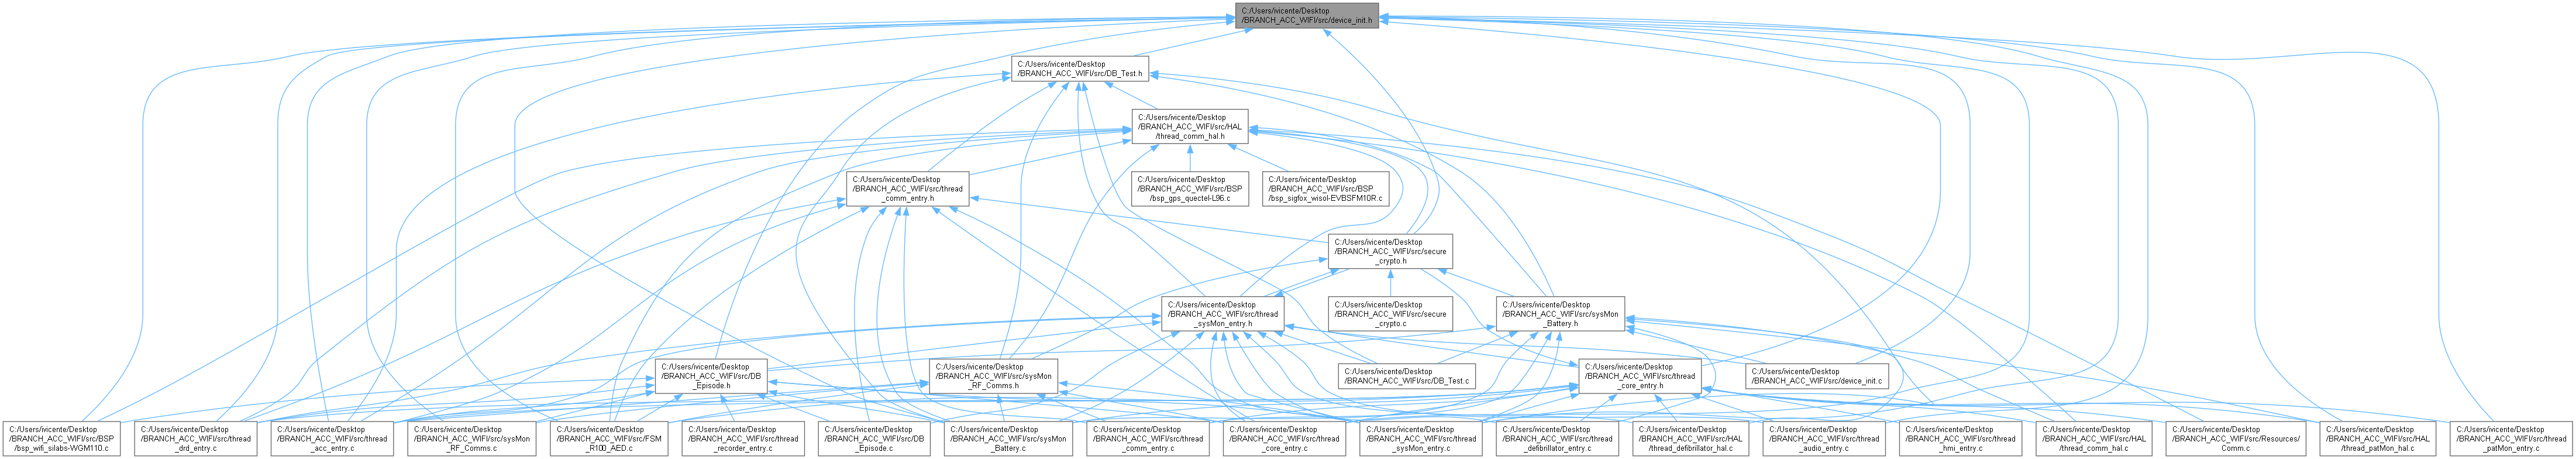 C:/Users/ivicente/Desktop
/BRANCH_ACC_WIFI/src/device_init.h
C:/Users/ivicente/Desktop
/BRANCH_ACC_WIFI/src/DB_Test.h
C:/Users/ivicente/Desktop
/BRANCH_ACC_WIFI/src/HAL
/thread_comm_hal.h
C:/Users/ivicente/Desktop
/BRANCH_ACC_WIFI/src/thread
_comm_entry.h
C:/Users/ivicente/Desktop
/BRANCH_ACC_WIFI/src/BSP
/bsp_gps_quectel-L96.c
C:/Users/ivicente/Desktop
/BRANCH_ACC_WIFI/src/BSP
/bsp_sigfox_wisol-EVBSFM10R.c
C:/Users/ivicente/Desktop
/BRANCH_ACC_WIFI/src/secure
_crypto.h
C:/Users/ivicente/Desktop
/BRANCH_ACC_WIFI/src/thread
_sysMon_entry.h
C:/Users/ivicente/Desktop
/BRANCH_ACC_WIFI/src/secure
_crypto.c
C:/Users/ivicente/Desktop
/BRANCH_ACC_WIFI/src/sysMon
_Battery.h
C:/Users/ivicente/Desktop
/BRANCH_ACC_WIFI/src/DB
_Episode.h
C:/Users/ivicente/Desktop
/BRANCH_ACC_WIFI/src/sysMon
_RF_Comms.h
C:/Users/ivicente/Desktop
/BRANCH_ACC_WIFI/src/DB_Test.c
C:/Users/ivicente/Desktop
/BRANCH_ACC_WIFI/src/thread
_core_entry.h
C:/Users/ivicente/Desktop
/BRANCH_ACC_WIFI/src/device_init.c
C:/Users/ivicente/Desktop
/BRANCH_ACC_WIFI/src/BSP
/bsp_wifi_silabs-WGM110.c
C:/Users/ivicente/Desktop
/BRANCH_ACC_WIFI/src/thread
_drd_entry.c
C:/Users/ivicente/Desktop
/BRANCH_ACC_WIFI/src/thread
_acc_entry.c
C:/Users/ivicente/Desktop
/BRANCH_ACC_WIFI/src/sysMon
_RF_Comms.c
C:/Users/ivicente/Desktop
/BRANCH_ACC_WIFI/src/FSM
_R100_AED.c
C:/Users/ivicente/Desktop
/BRANCH_ACC_WIFI/src/thread
_recorder_entry.c
C:/Users/ivicente/Desktop
/BRANCH_ACC_WIFI/src/DB
_Episode.c
C:/Users/ivicente/Desktop
/BRANCH_ACC_WIFI/src/sysMon
_Battery.c
C:/Users/ivicente/Desktop
/BRANCH_ACC_WIFI/src/thread
_comm_entry.c
C:/Users/ivicente/Desktop
/BRANCH_ACC_WIFI/src/thread
_core_entry.c
C:/Users/ivicente/Desktop
/BRANCH_ACC_WIFI/src/thread
_sysMon_entry.c
C:/Users/ivicente/Desktop
/BRANCH_ACC_WIFI/src/thread
_defibrillator_entry.c
C:/Users/ivicente/Desktop
/BRANCH_ACC_WIFI/src/HAL
/thread_defibrillator_hal.c
C:/Users/ivicente/Desktop
/BRANCH_ACC_WIFI/src/thread
_audio_entry.c
C:/Users/ivicente/Desktop
/BRANCH_ACC_WIFI/src/thread
_hmi_entry.c
C:/Users/ivicente/Desktop
/BRANCH_ACC_WIFI/src/HAL
/thread_comm_hal.c
C:/Users/ivicente/Desktop
/BRANCH_ACC_WIFI/src/Resources/
Comm.c
C:/Users/ivicente/Desktop
/BRANCH_ACC_WIFI/src/HAL
/thread_patMon_hal.c
C:/Users/ivicente/Desktop
/BRANCH_ACC_WIFI/src/thread
_patMon_entry.c